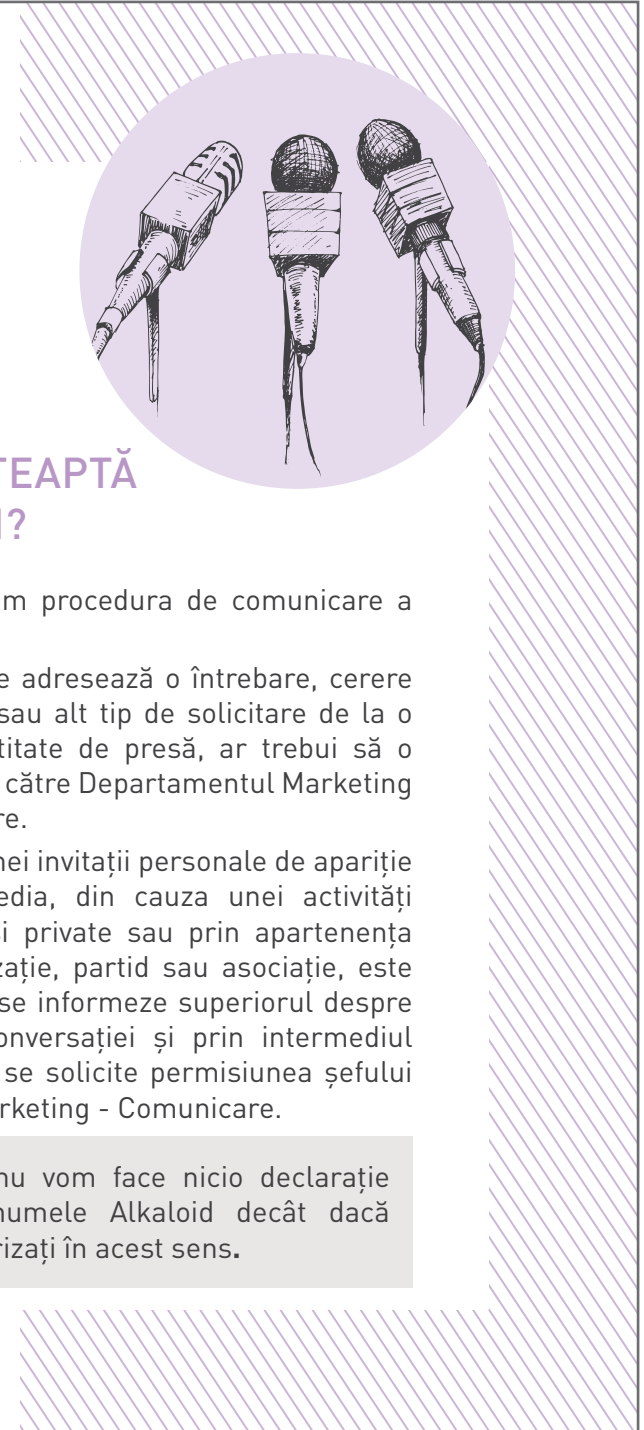 TEAPTĂ
?
m procedura de comunicare a
e adresează o întrebare, cerere
sau alt tip de solicitare de la o
titate de presă, ar trebui să o
către Departamentul Marketing
re.
nei invitații personale de apariție
edia, din cauza unei activități
i private sau prin apartenența
zație, partid sau asociație, este
se informeze superiorul despre
onversației și prin intermediul
se solicite permisiunea șefului
rketing - Comunicare.
nu vom face nicio declarație
numele Alkaloid decât dacă
rizați în acest sens.